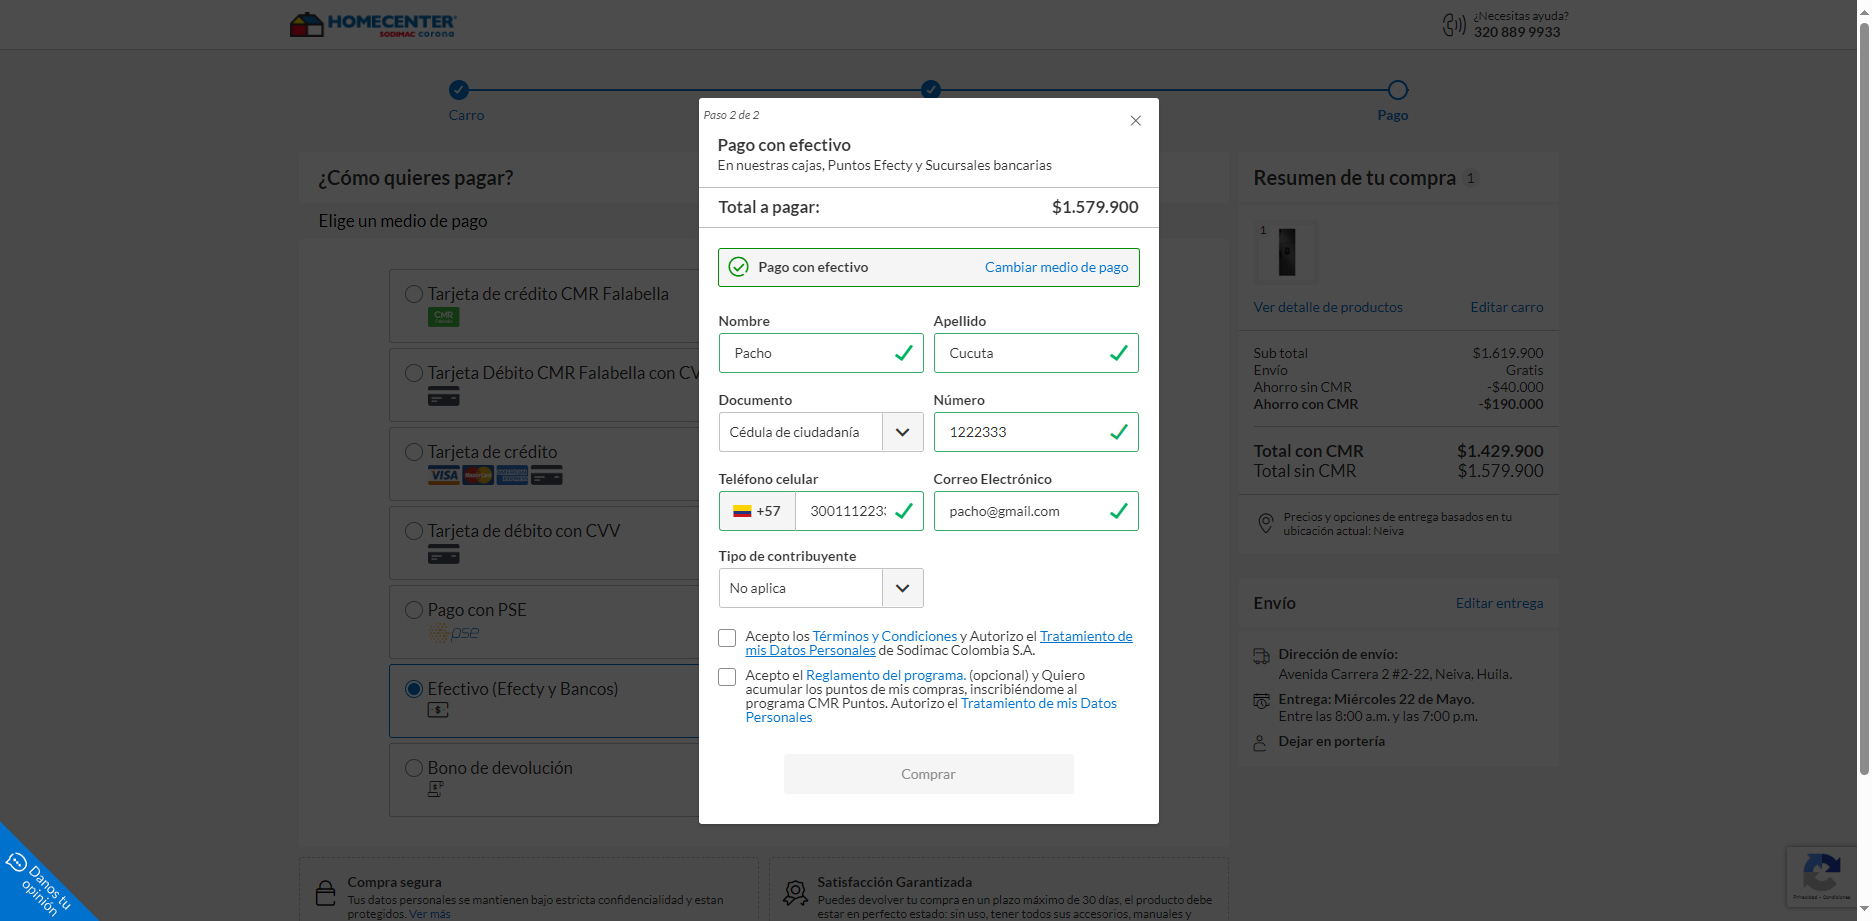 HOMECENTER
SODIMAC corona
¿Necesitas ayuda?
320 889 9933
Carro
Pago
¿Cómo quieres pagar?
Elige un medio de pago
Tarjeta de crédito CMR Falabella
CMR
Tarjeta Débito CMR Falabella con CV
Tarjeta de crédito
VISA
Tarjeta de débito con CVV
Pago con PSE
pse
Efectivo (Efecty y Bancos)
Bono de devolución
Paso 2 de 2
Pago con efectivo
En nuestras cajas, Puntos Efecty y Sucursales bancarias
Total a pagar: $1.579.900
Pago con efectivo Cambiar medio de pago
Nombre Apellido
Pacho Cucuta
Documento Número
Cédula de ciudadanía 1222333
Teléfono celular Correo Electrónico
+57 300111223 pacho@gmail.com
Tipo de contribuyente
No aplica
Acepto los Términos y Condiciones y Autorizo el Tratamiento de
mis Datos Personales de Sodimac Colombia S.A.
Acepto el Reglamento del programa. (opcional) y Quiero
acumular los puntos de mis compras, inscribiéndome al
programa CMR Puntos. Autorizo el Tratamiento de mis Datos
Personales
Comprar
Resumen de tu compra 1
1
Ver detalle de productos Editar carro
Sub total $1.619.900
Envío Gratis
Ahorro sin CMR -$40.000
Ahorro con CMR -$190.000
Total con CMR $1.429.900
Total sin CMR $1.579.900
Precios y opciones de entrega basados en tu
ubicación actual: Neiva
Envío Editar entrega
Dirección de envío:
Avenida Carrera 2 #2-22, Neiva, Huila.
Entrega: Miércoles 22 de Mayo.
Entre las 8:00 a.m. y las 7:00 p.m.
Dejar en portería
Compra segura
Tus datos personales se mantienen bajo estricta confidencialidad y estan
protegidos. Ver más
Satisfacción Garantizada
Puedes devolver tu compra en un plazo máximo de 30 días, el producto debe
estar en perfecto estado: sin uso, tener todos sus accesorios, manuales y
Danos tu
opinión
Privacidad - Condiciones